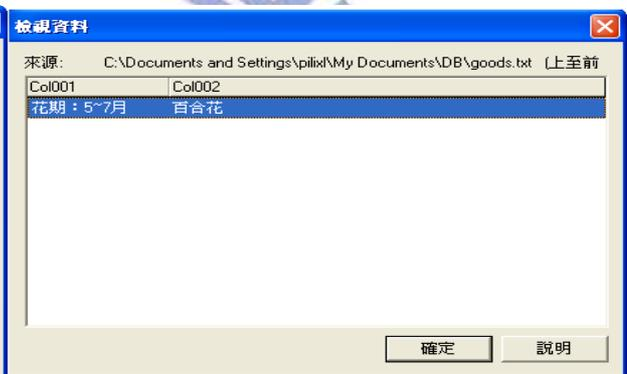 檢視資料
來源: C:\Documents and Settings\pilixl\My Documents\DB\goods.txt (上至前
Col001 Col002
花期：5~7月 百合花
確定 說明